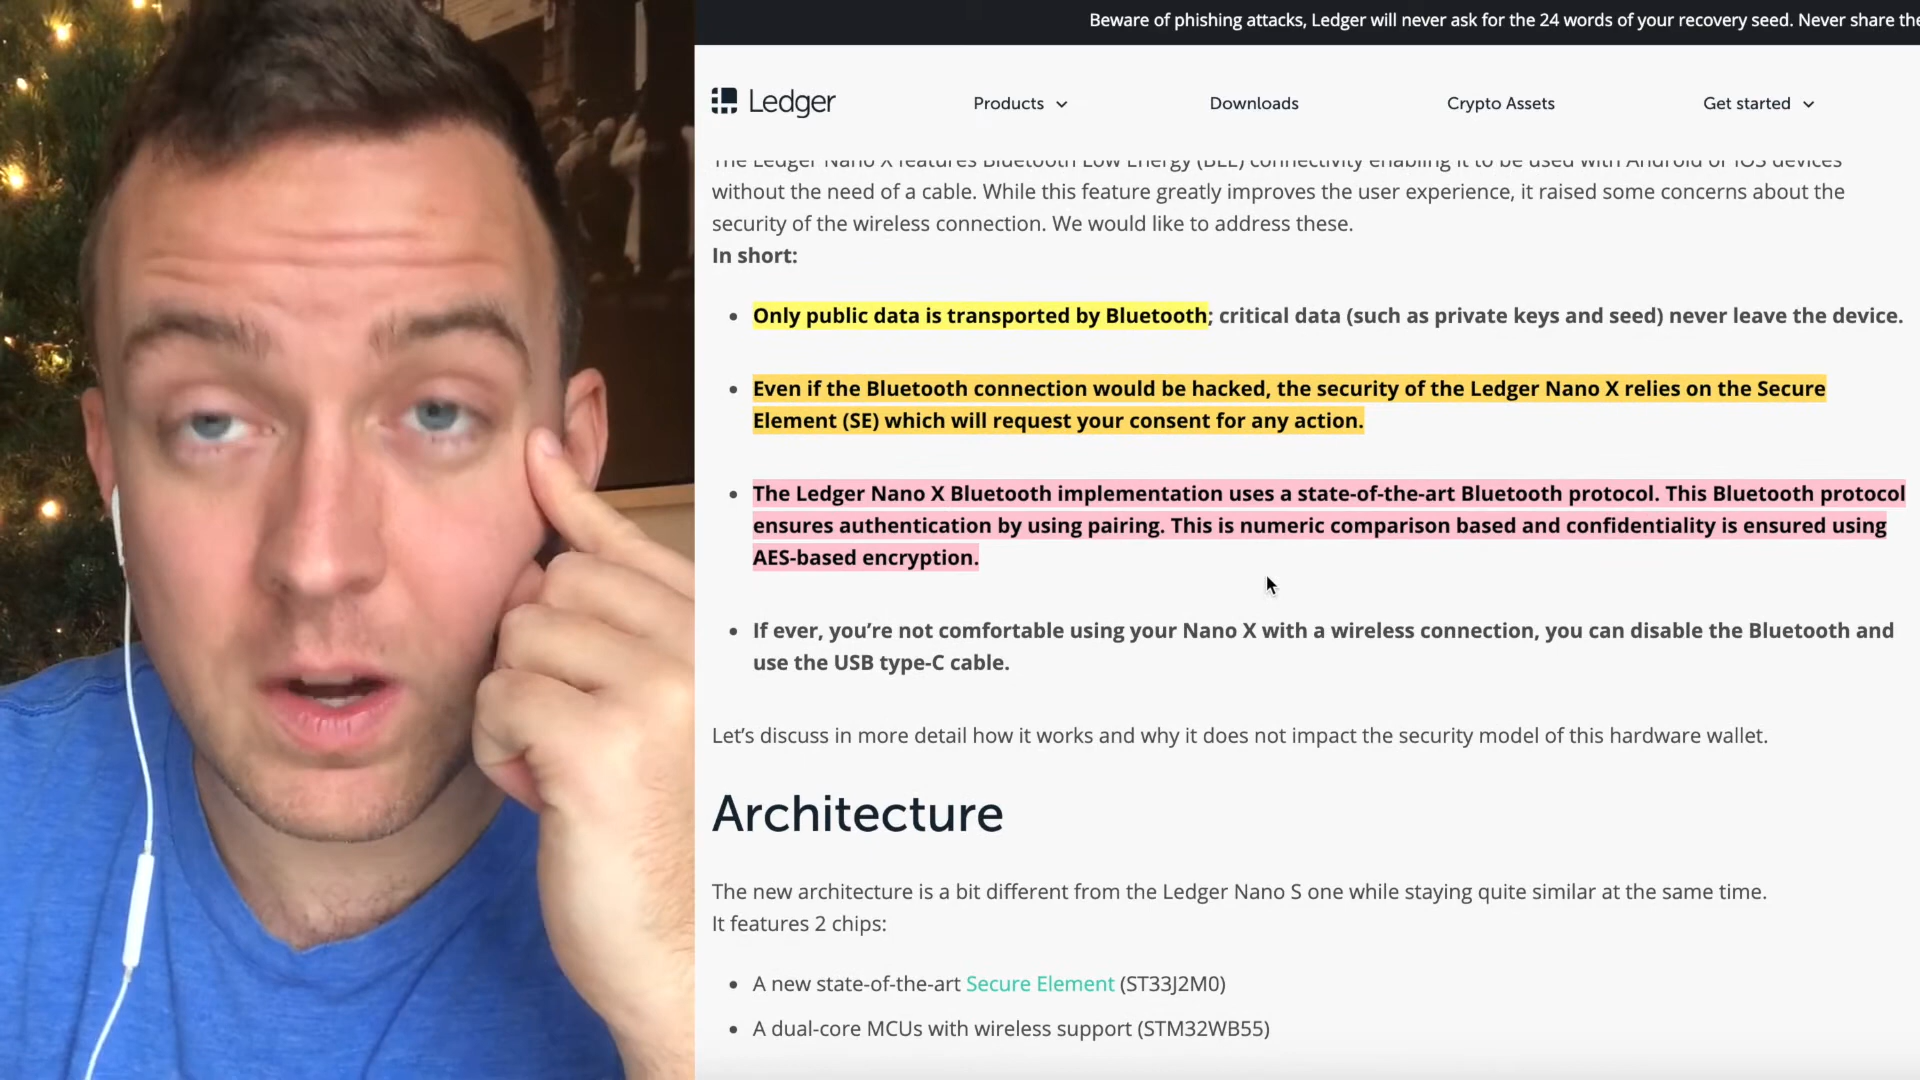 Beware of phishing attacks, Ledger will never ask for the 24 words of your recovery seed. Never share the
Ledger
Products
Downloads
Crypto Assets
Get started
The Ledger Nano X features Bluetooth Low Energy (BLE) connectivity enabling it to be used with Android or iOS devices
without the need of a cable. While this feature greatly improves the user experience, it raised some concerns about the
security of the wireless connection. We would like to address these.
In short:
Only public data is transported by Bluetooth; critical data (such as private keys and seed) never leave the device.
Even if the Bluetooth connection would be hacked, the security of the Ledger Nano X relies on the Secure
Element (SE) which will request your consent for any action.
The Ledger Nano X Bluetooth implementation uses a state-of-the-art Bluetooth protocol. This Bluetooth protocol
ensures authentication by using pairing. This is numeric comparison based and confidentiality is ensured using
AES-based encryption.
If ever, you’re not comfortable using your Nano X with a wireless connection, you can disable the Bluetooth and
use the USB type-C cable.
Let’s discuss in more detail how it works and why it does not impact the security model of this hardware wallet.
Architecture
The new architecture is a bit different from the Ledger Nano S one while staying quite similar at the same time.
It features 2 chips:
A new state-of-the-art Secure Element (ST33J2M0)
A dual-core MCUs with wireless support (STM32WB55)